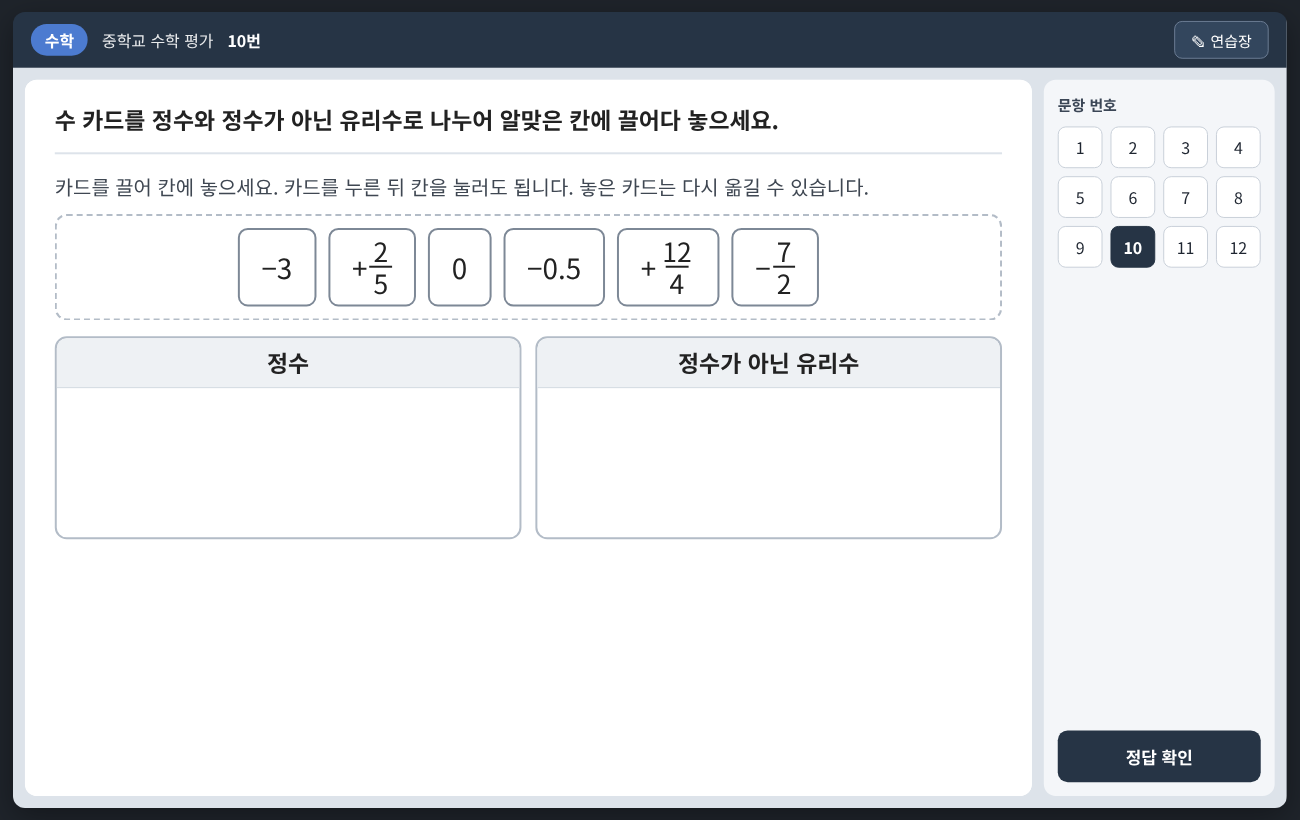 수학 중학교 수학 평가 10번 ✎ 연습장
수 카드를 정수와 정수가 아닌 유리수로 나누어 알맞은 칸에 끌어다 놓으세요.
카드를 끌어 칸에 놓으세요. 카드를 누른 뒤 칸을 눌러도 됩니다. 놓은 카드는 다시 옮길 수 있습니다.
−3 +2/5 0 −0.5 +12/4 −7/2
정수 정수가 아닌 유리수
문항 번호
1 2 3 4
5 6 7 8
9 10 11 12
정답 확인